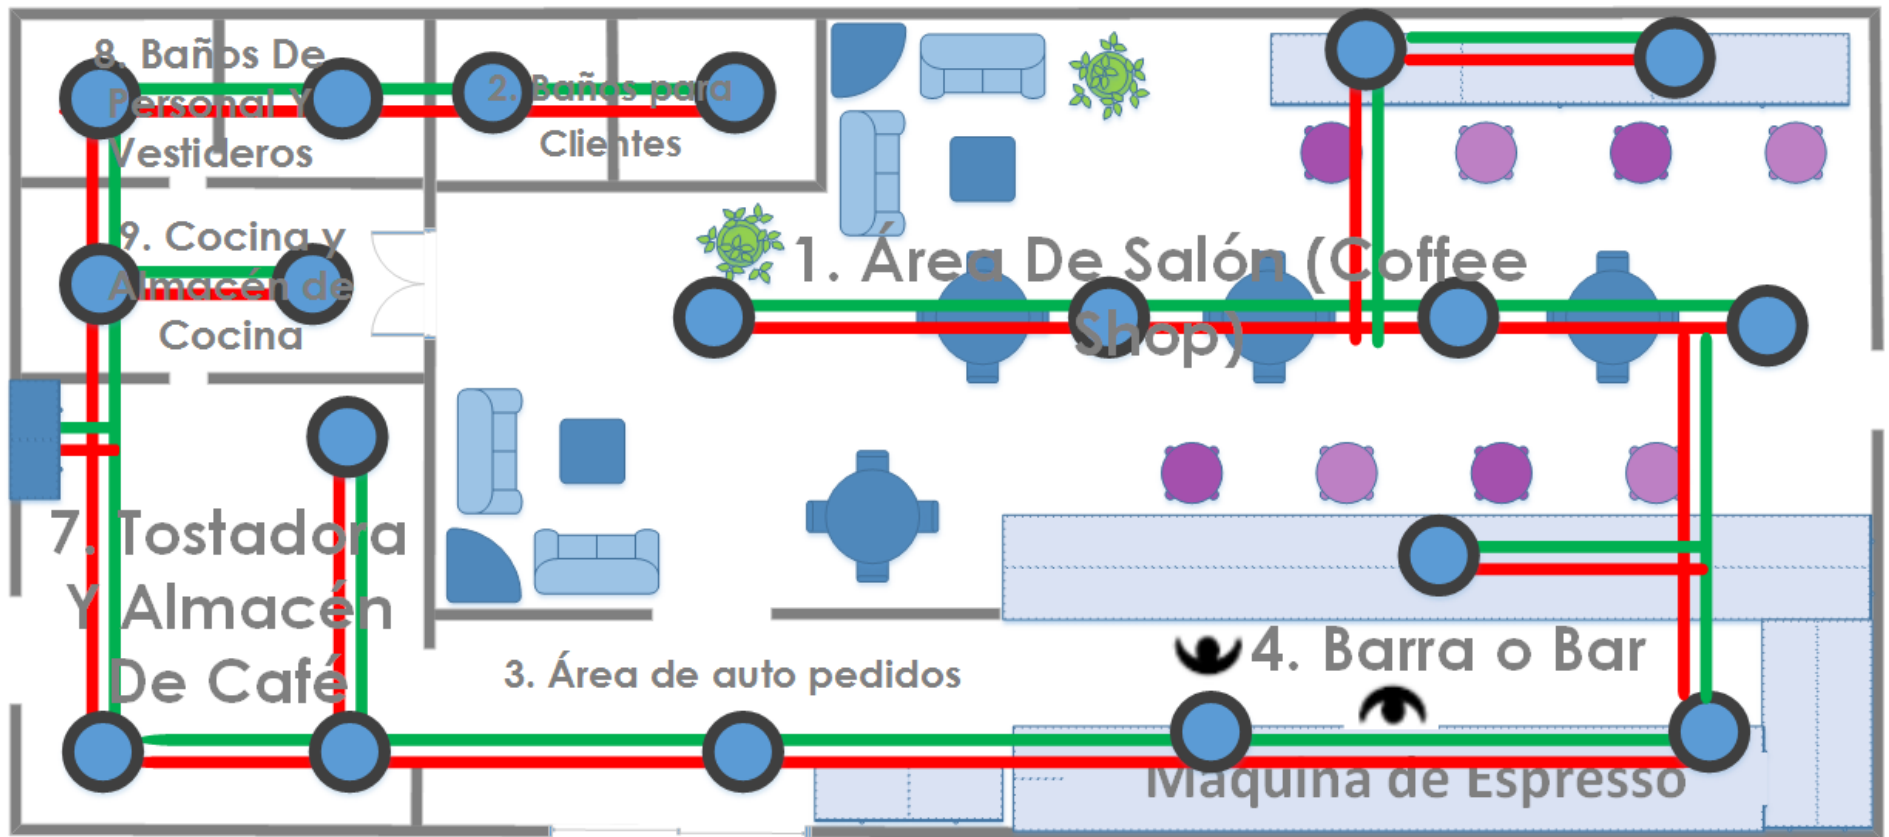 8. Baños De
Personal Y
Vestideros
2. Baños para
Clientes
9. Cocina y
Almacén de
Cocina
1. Área De Salón (Coffee
Shop)
7. Tostadora
Y Almacén
De Café
3. Área de auto pedidos
4. Barra o Bar
Maquina de Espresso